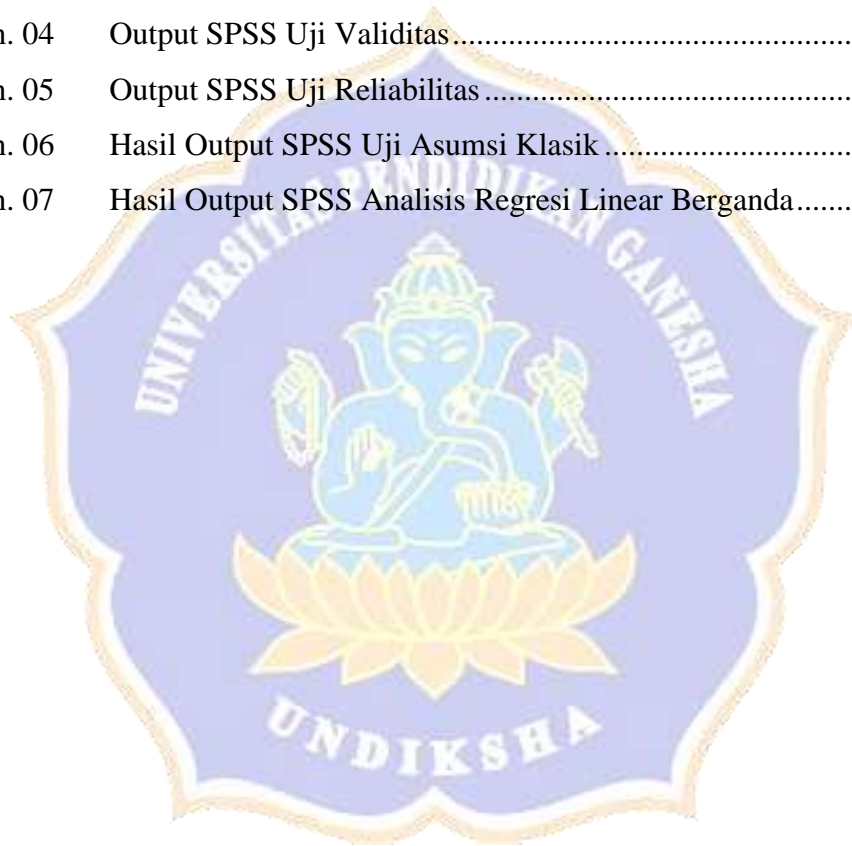 n. 04 Output SPSS Uji Validitas................................................
n. 05 Output SPSS Uji Reliabilitas.............................................
n. 06 Hasil Output SPSS Uji Asumsi Klasik..............................
n. 07 Hasil Output SPSS Analisis Regresi Linear Berganda.......
UNIVERSITAS PENDIDIKAN GANESHA
UNDIKSHA